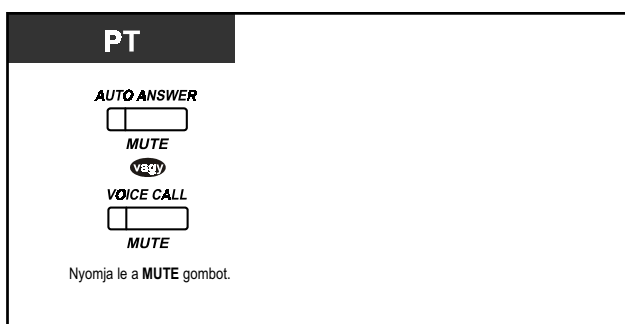 PT
AUTO ANSWER
MUTE
vagy
VOICE CALL
MUTE
Nyomja le a MUTE gombot.